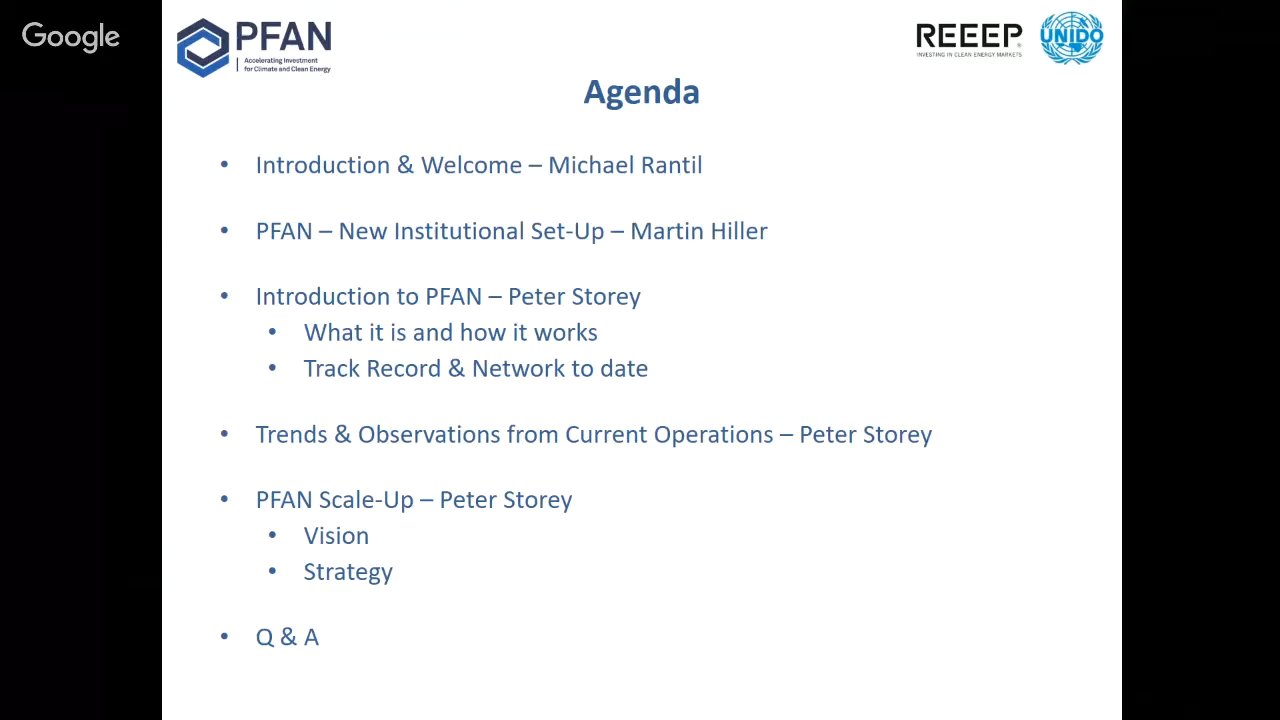 Google
PFAN
Accelerating Investment
for Climate and Clean Energy
REEEP
INVESTING IN CLEAN ENERGY MARKETS
UNIDO
Agenda
• Introduction & Welcome – Michael Rantil
• PFAN – New Institutional Set-Up – Martin Hiller
• Introduction to PFAN – Peter Storey
• What it is and how it works
• Track Record & Network to date
• Trends & Observations from Current Operations – Peter Storey
• PFAN Scale-Up – Peter Storey
• Vision
• Strategy
• Q & A